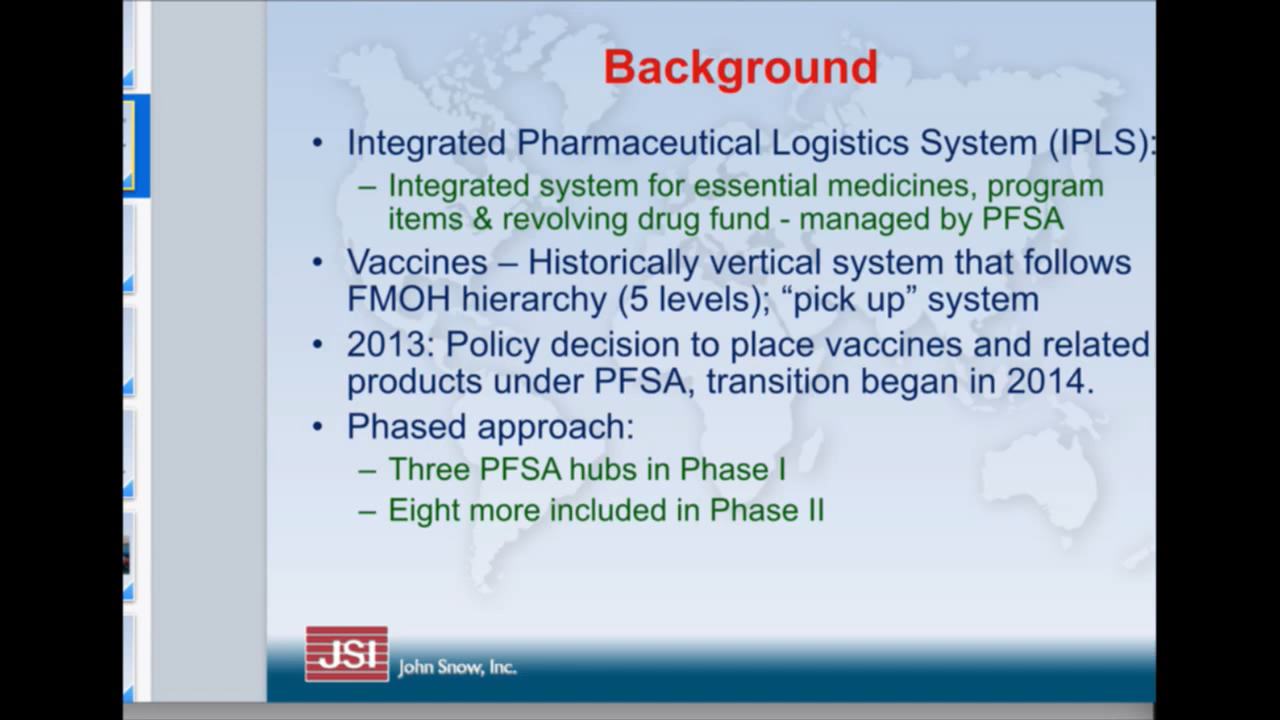 Background
• Integrated Pharmaceutical Logistics System (IPLS):
– Integrated system for essential medicines, program
items & revolving drug fund - managed by PFSA
• Vaccines – Historically vertical system that follows
FMOH hierarchy (5 levels); “pick up” system
• 2013: Policy decision to place vaccines and related
products under PFSA, transition began in 2014.
• Phased approach:
– Three PFSA hubs in Phase I
– Eight more included in Phase II
JSI John Snow, Inc.